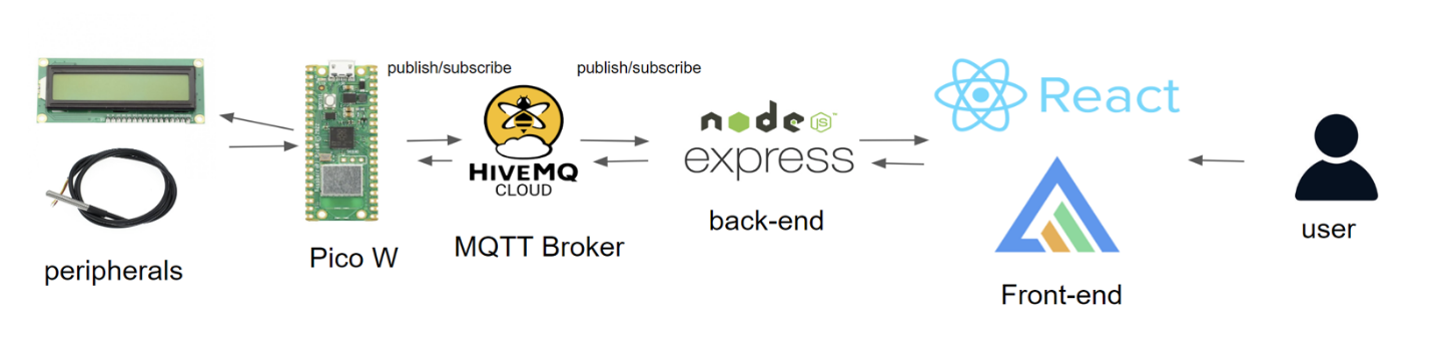 publish/subscribe
publish/subscribe
React
node
JS
express
HIVEMQ
CLOUD
back-end
user
MQTT Broker
Pico W
peripherals
Front-end